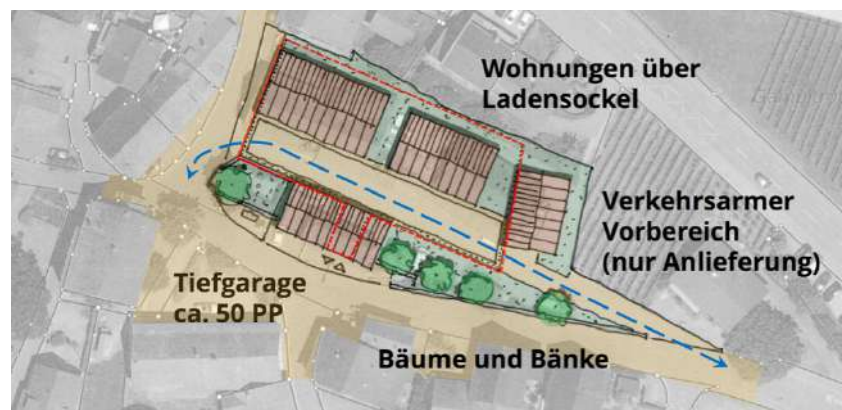 Wohnungen über
Ladensockel
Verkehrsarmer
Vorbereich
(nur Anlieferung)
Tiefgarage
ca. 50 PP
Bäume und Bänke